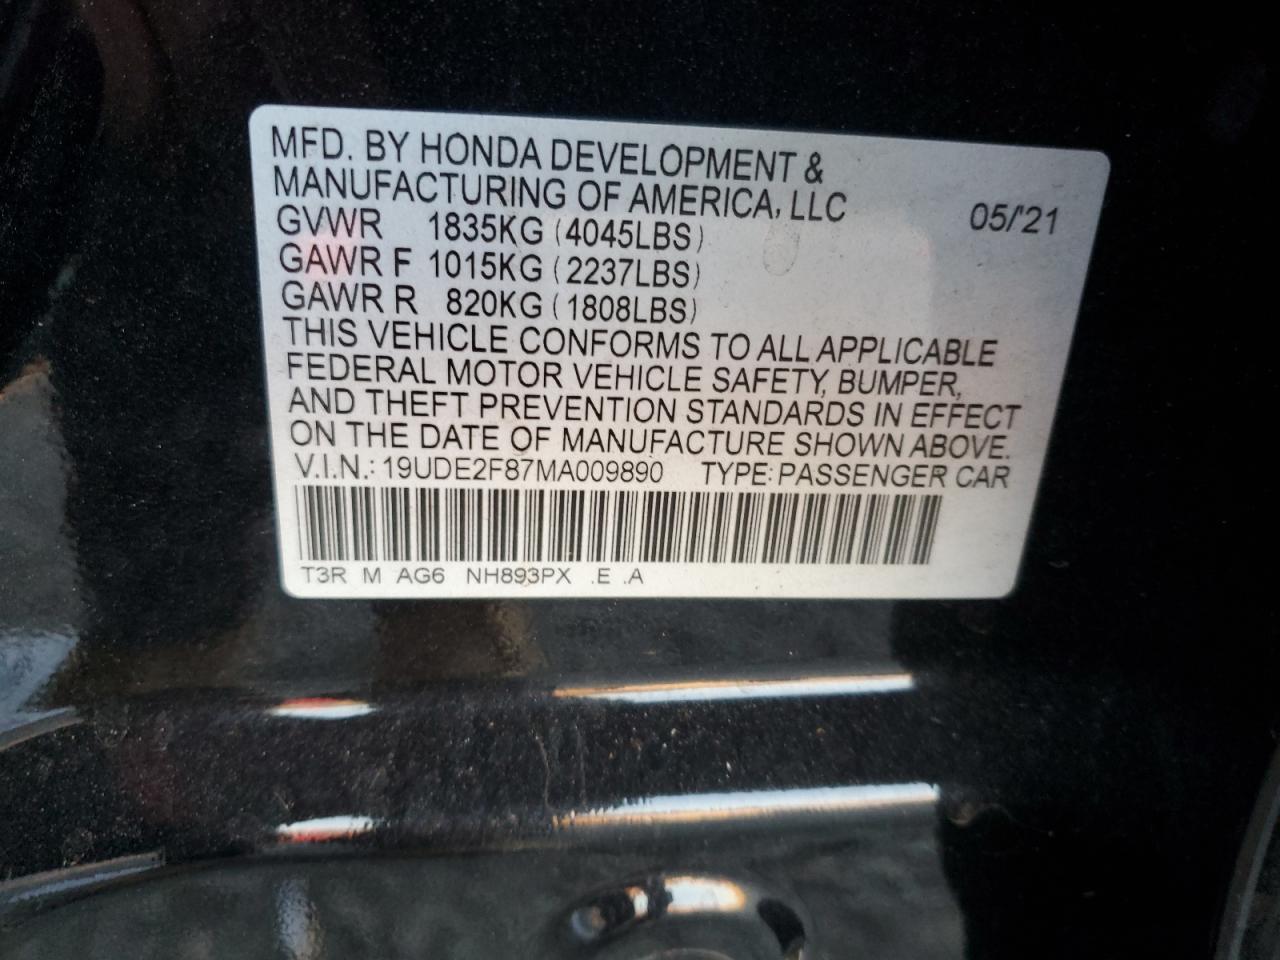 MFD. BY HONDA DEVELOPMENT &
MANUFACTURING OF AMERICA, LLC 05/'21
GVWR 1835KG (4045LBS)
GAWR F 1015KG (2237LBS)
GAWR R 820KG (1808LBS)
THIS VEHICLE CONFORMS TO ALL APPLICABLE
FEDERAL MOTOR VEHICLE SAFETY, BUMPER,
AND THEFT PREVENTION STANDARDS IN EFFECT
ON THE DATE OF MANUFACTURE SHOWN ABOVE.
V.I.N.: 19UDE2F87MA009890 TYPE: PASSENGER CAR
T3R M AG6 NH893PX .E .A